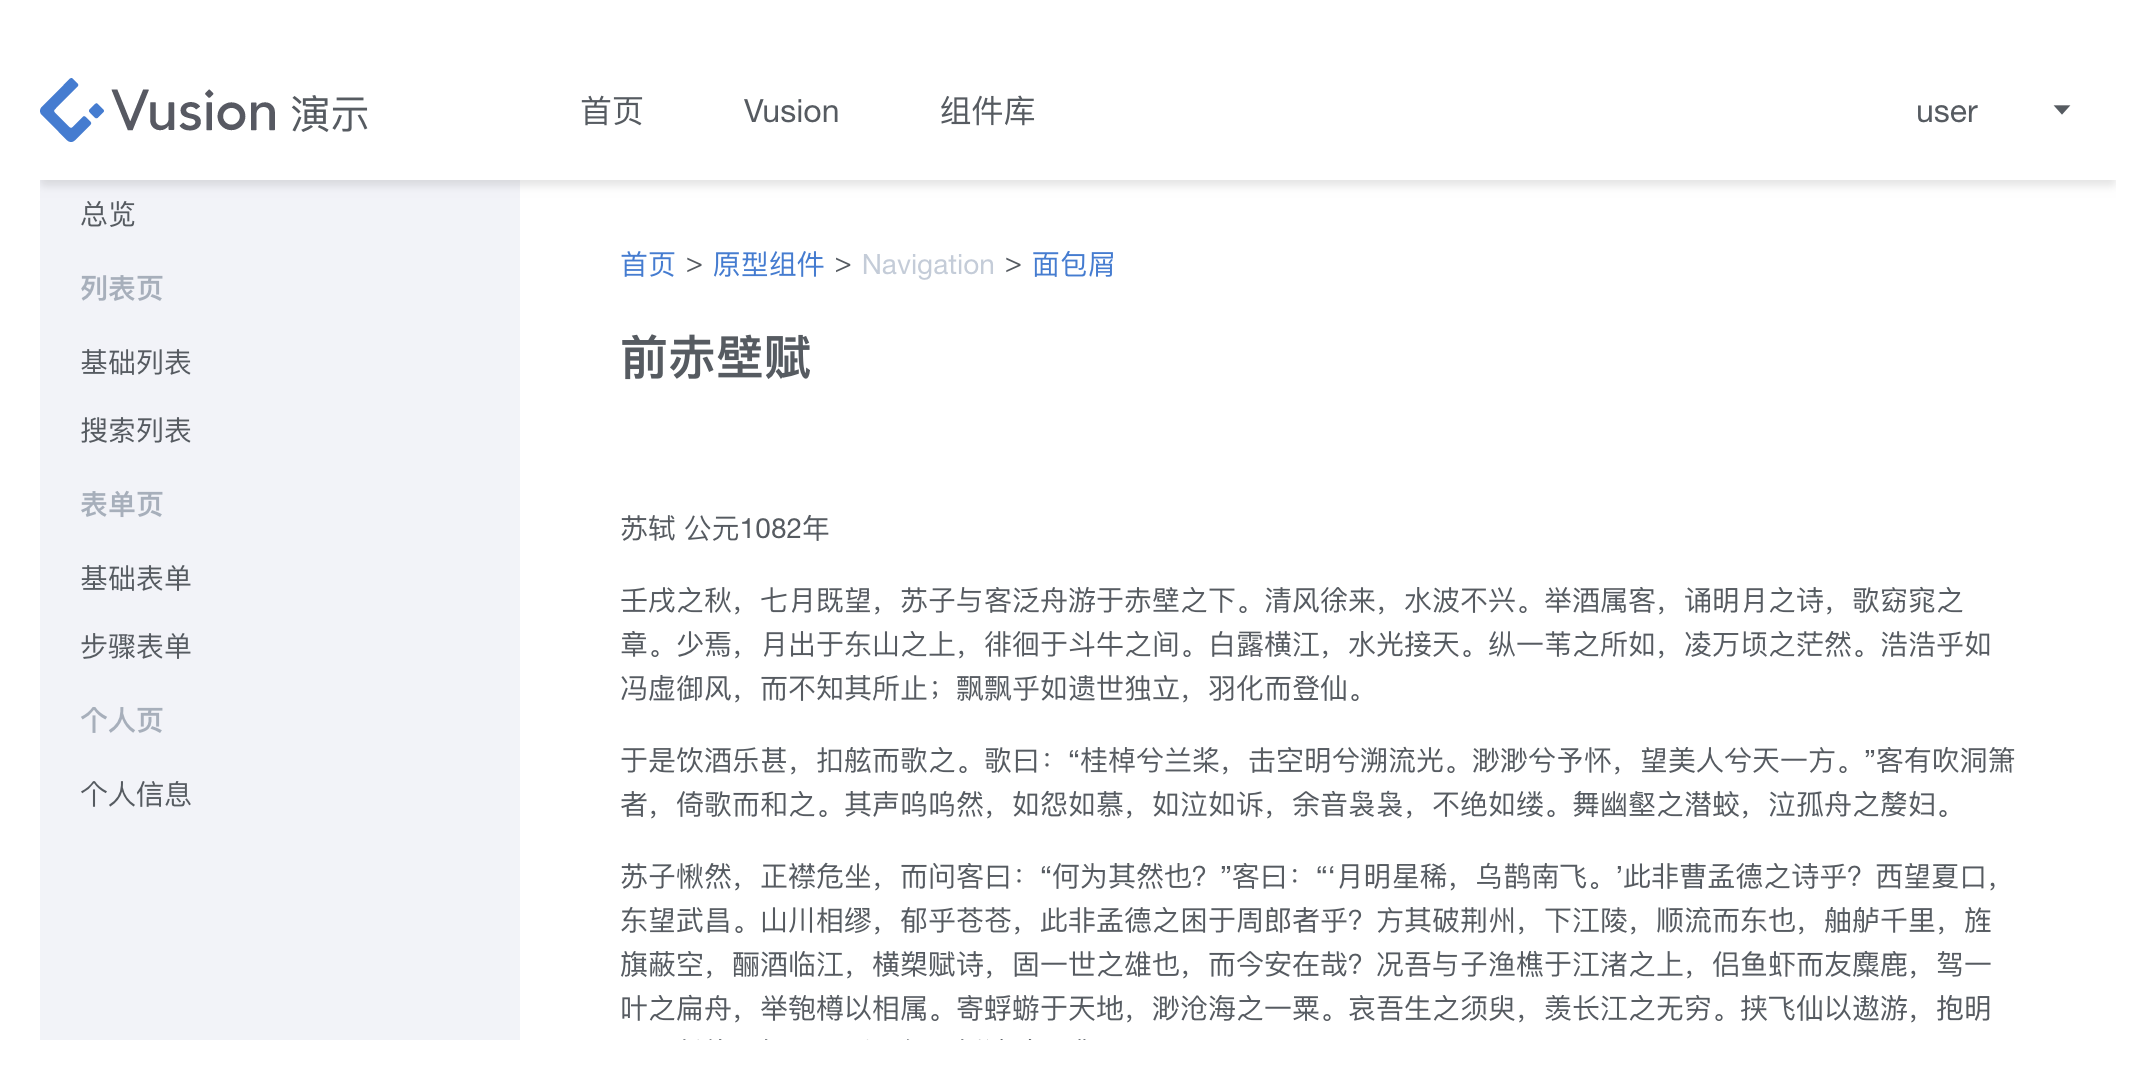 Vusion 演示
首页 Vusion 组件库
user
总览
列表页
基础列表
搜索列表
表单页
基础表单
步骤表单
个人页
个人信息
首页 > 原型组件 > Navigation > 面包屑
前赤壁赋
苏轼 公元1082年
壬戌之秋，七月既望，苏子与客泛舟游于赤壁之下。清风徐来，水波不兴。举酒属客，诵明月之诗，歌窈窕之
章。少焉，月出于东山之上，徘徊于斗牛之间。白露横江，水光接天。纵一苇之所如，凌万顷之茫然。浩浩乎如
冯虚御风，而不知其所止；飘飘乎如遗世独立，羽化而登仙。
于是饮酒乐甚，扣舷而歌之。歌曰：“桂棹兮兰桨，击空明兮溯流光。渺渺兮予怀，望美人兮天一方。”客有吹洞箫
者，倚歌而和之。其声呜呜然，如怨如慕，如泣如诉，余音袅袅，不绝如缕。舞幽壑之潜蛟，泣孤舟之嫠妇。
苏子愀然，正襟危坐，而问客曰：“何为其然也？”客曰：“‘月明星稀，乌鹊南飞。’此非曹孟德之诗乎？西望夏口，
东望武昌。山川相缪，郁乎苍苍，此非孟德之困于周郎者乎？方其破荆州，下江陵，顺流而东也，舳舻千里，旌
旗蔽空，酾酒临江，横槊赋诗，固一世之雄也，而今安在哉？况吾与子渔樵于江渚之上，侣鱼虾而友麋鹿，驾一
叶之扁舟，举匏樽以相属。寄蜉蝣于天地，渺沧海之一粟。哀吾生之须臾，羡长江之无穷。挟飞仙以遨游，抱明